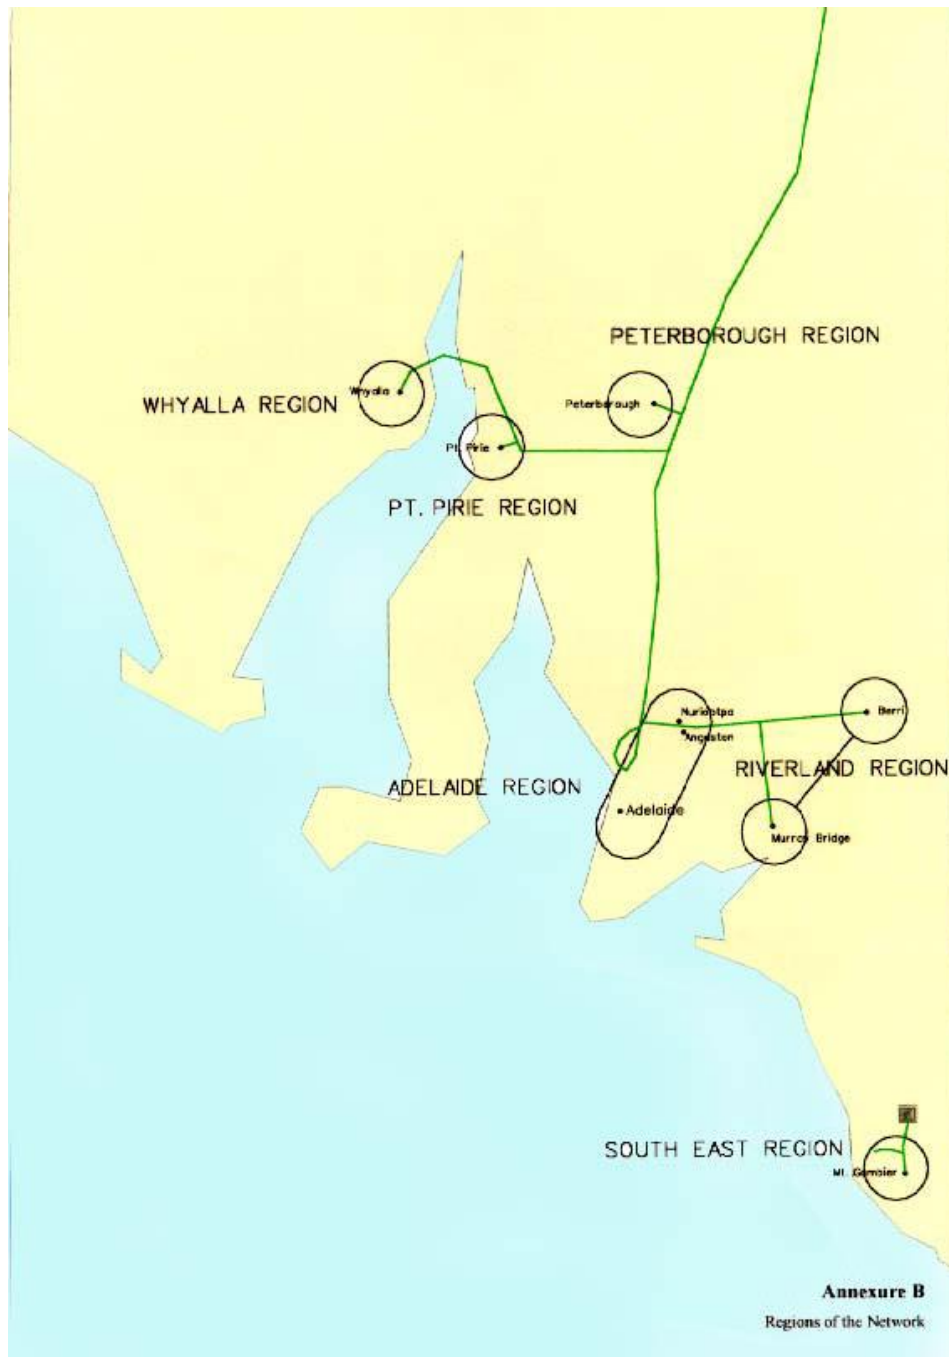 PETERBOROUGH REGION
Whyalla
WHYALLA REGION
Peterborough
Pt. Pirie
PT. PIRIE REGION
Nuriootpa
Angaston
Berri
RIVERLAND REGION
ADELAIDE REGION
Adelaide
Murray Bridge
SOUTH EAST REGION
Mt. Gambier
Annexure B
Regions of the Network